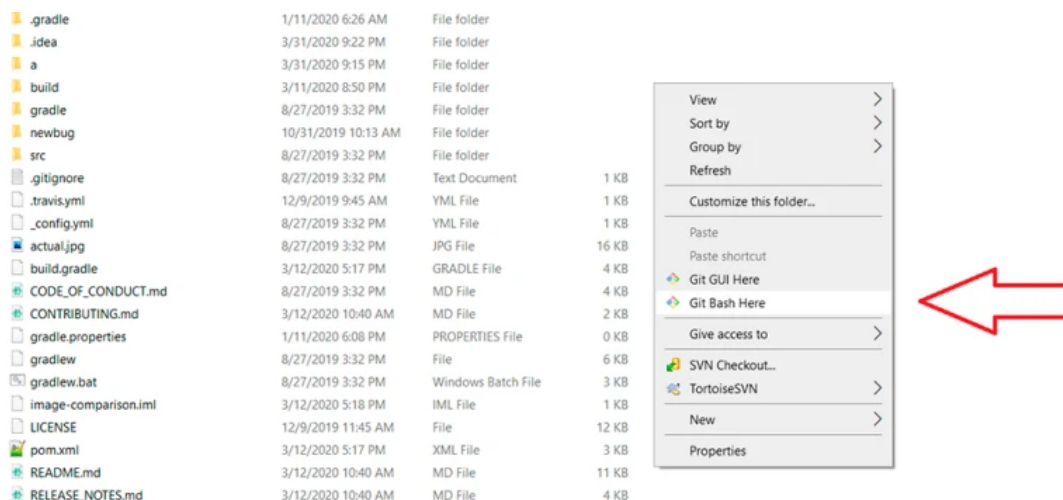 .gradle 1/11/2020 6:26 AM File folder
.idea 3/31/2020 9:22 PM File folder
a 3/31/2020 9:15 PM File folder
build 3/11/2020 8:50 PM File folder
gradle 8/27/2019 3:32 PM File folder
newbug 10/31/2019 10:13 AM File folder
src 8/27/2019 3:32 PM File folder
.gitignore 8/27/2019 3:32 PM Text Document 1 KB
.travis.yml 12/9/2019 9:45 AM YML File 1 KB
_config.yml 8/27/2019 3:32 PM YML File 1 KB
actual.jpg 8/27/2019 3:32 PM JPG File 16 KB
build.gradle 3/12/2020 5:17 PM GRADLE File 4 KB
CODE_OF_CONDUCT.md 8/27/2019 3:32 PM MD File 4 KB
CONTRIBUTING.md 3/12/2020 10:40 AM MD File 2 KB
gradle.properties 1/11/2020 6:08 PM PROPERTIES File 0 KB
gradlew 8/27/2019 3:32 PM File 6 KB
gradlew.bat 8/27/2019 3:32 PM Windows Batch File 3 KB
image-comparison.iml 3/12/2020 5:18 PM IML File 1 KB
LICENSE 12/9/2019 11:45 AM File 12 KB
pom.xml 3/12/2020 5:17 PM XML File 3 KB
README.md 3/12/2020 10:40 AM MD File 11 KB
RELEASE_NOTES.md 3/12/2020 10:40 AM MD File 4 KB
View
Sort by
Group by
Refresh
Customize this folder...
Paste
Paste shortcut
Git GUI Here
Git Bash Here
Give access to
SVN Checkout...
TortoiseSVN
New
Properties